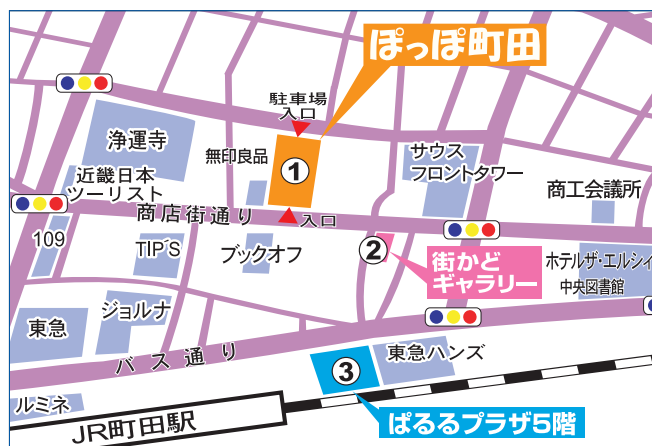 ぽっぽ町田
駐車場
入口
浄運寺
無印良品
①
サウス
フロントタワー
近畿日本
ツーリスト
商工会議所
商店街通り
入口
109
TIP'S
ブックオフ
②
街かど
ギャラリー
ホテルザ・エルシィ
中央図書館
ジョルナ
東急
バス通り
③
東急ハンズ
ルミネ
JR町田駅
ぱるるプラザ5階